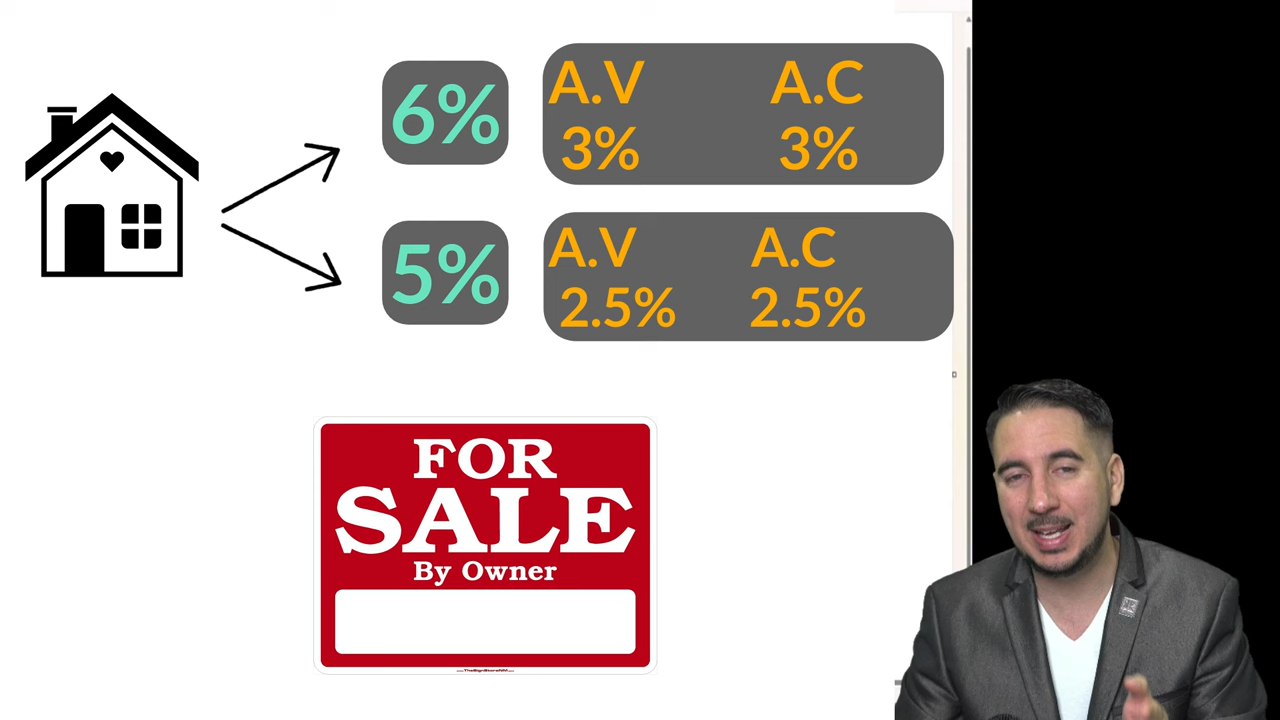 6%
A.V A.C
3% 3%
5%
A.V A.C
2.5% 2.5%
FOR
SALE
By Owner